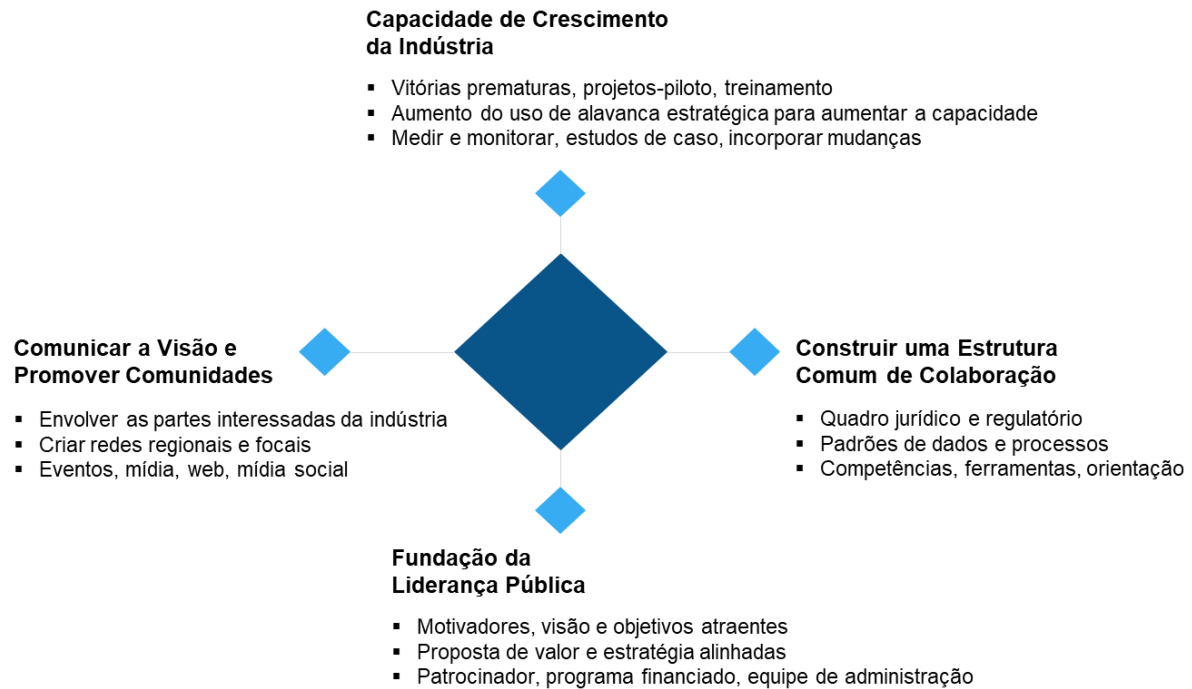 Capacidade de Crescimento
da Indústria
▪ Vitórias prematuras, projetos-piloto, treinamento
▪ Aumento do uso de alavanca estratégica para aumentar a capacidade
▪ Medir e monitorar, estudos de caso, incorporar mudanças
Comunicar a Visão e
Promover Comunidades
▪ Envolver as partes interessadas da indústria
▪ Criar redes regionais e focais
▪ Eventos, mídia, web, mídia social
Construir uma Estrutura
Comum de Colaboração
▪ Quadro jurídico e regulatório
▪ Padrões de dados e processos
▪ Competências, ferramentas, orientação
Fundação da
Liderança Pública
▪ Motivadores, visão e objetivos atraentes
▪ Proposta de valor e estratégia alinhadas
▪ Patrocinador, programa financiado, equipe de administração